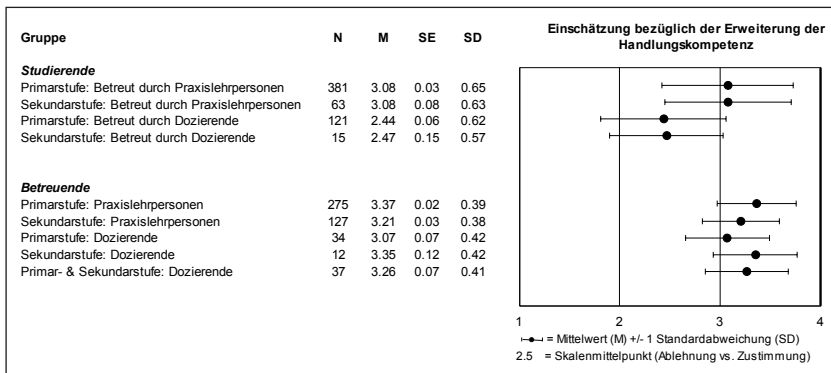 Einschätzung bezüglich der Erweiterung der
Handlungskompetenz
Gruppe N M SE SD
Studierende
Primarstufe: Betreut durch Praxislehrpersonen 381 3.08 0.03 0.65
Sekundarstufe: Betreut durch Praxislehrpersonen 63 3.08 0.08 0.63
Primarstufe: Betreut durch Dozierende 121 2.44 0.06 0.62
Sekundarstufe: Betreut durch Dozierende 15 2.47 0.15 0.57
Betreuende
Primarstufe: Praxislehrpersonen 275 3.37 0.02 0.39
Sekundarstufe: Praxislehrpersonen 127 3.21 0.03 0.38
Primarstufe: Dozierende 34 3.07 0.07 0.42
Sekundarstufe: Dozierende 12 3.35 0.12 0.42
Primar- & Sekundarstufe: Dozierende 37 3.26 0.07 0.41
1 2 3 4
= Mittelwert (M) +/- 1 Standardabweichung (SD)
2.5 = Skalenmittelpunkt (Ablehnung vs. Zustimmung)